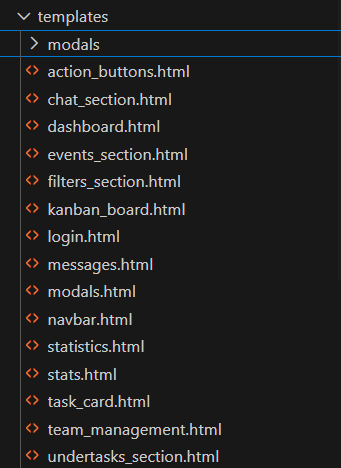 templates
modals
action_buttons.html
chat_section.html
dashboard.html
events_section.html
filters_section.html
kanban_board.html
login.html
messages.html
modals.html
navbar.html
statistics.html
stats.html
task_card.html
team_management.html
undertasks_section.html